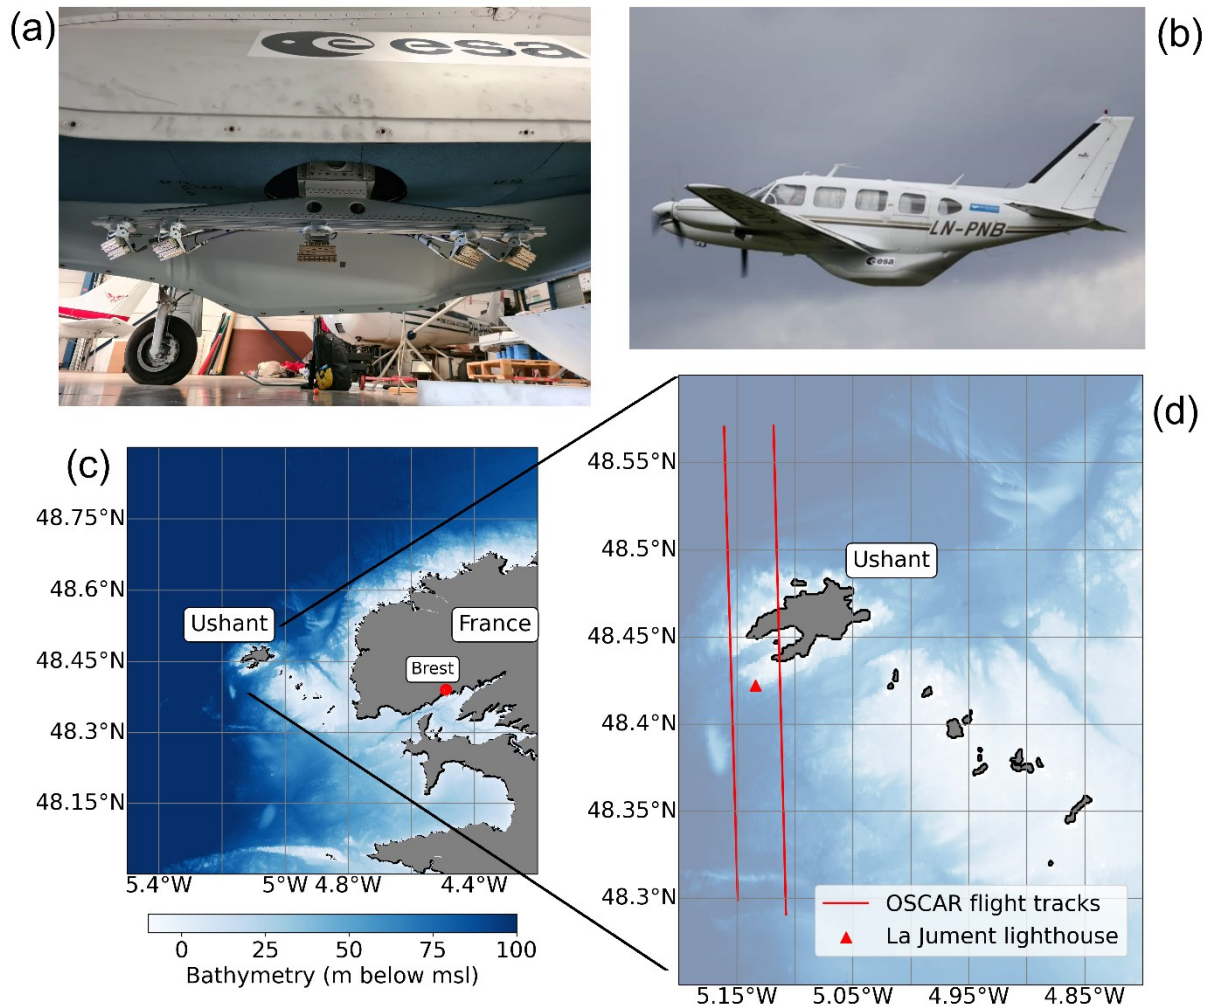 (a)
esa
(b)
LN-PNB
esa
(c)
48.75°N
48.6°N
48.45°N
48.3°N
48.15°N
Ushant
France
Brest
5.4°W
5°W
4.8°W
4.4°W
0
25
50
75
100
Bathymetry (m below msl)
(d)
48.55°N
48.5°N
48.45°N
48.4°N
48.35°N
48.3°N
Ushant
OSCAR flight tracks
La Jument lighthouse
5.15°W
5.05°W
4.95°W
4.85°W